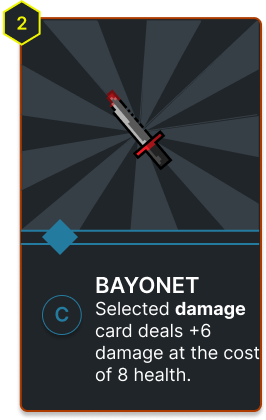 2
BAYONET
C
Selected damage
card deals +6
damage at the cost
of 8 health.